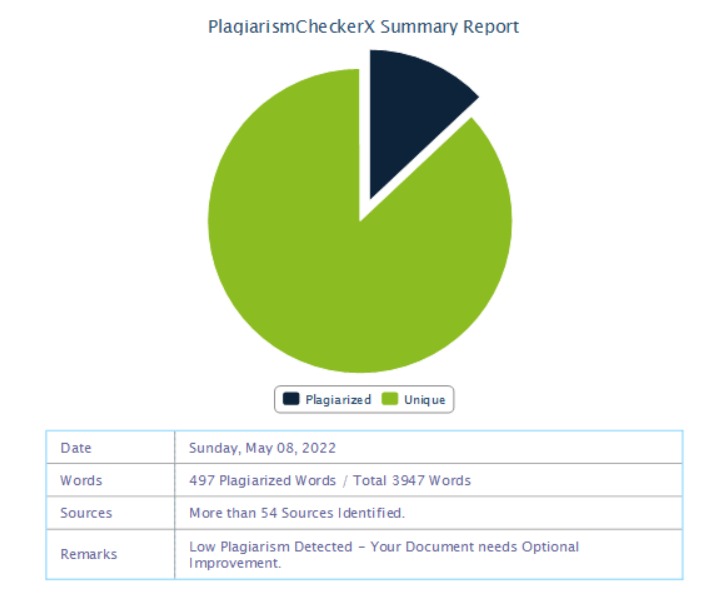 PlagiarismCheckerX Summary Report
Plagiarized Unique
Date Sunday, May 08, 2022
Words 497 Plagiarized Words / Total 3947 Words
Sources More than 54 Sources Identified.
Remarks Low Plagiarism Detected - Your Document needs Optional
Improvement.